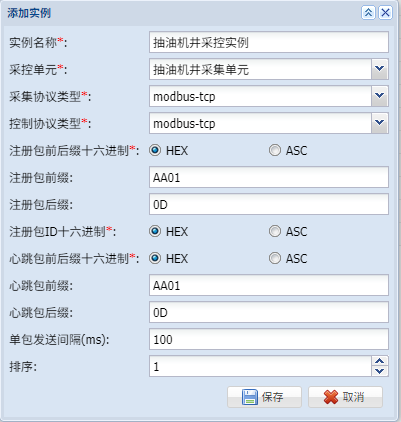 添加实例
实例名称*: 抽油机井采控实例
采控单元*: 抽油机井采集单元
采集协议类型*: modbus-tcp
控制协议类型*: modbus-tcp
注册包前后缀十六进制*: HEX ASC
注册包前缀: AA01
注册包后缀: 0D
注册包ID十六进制*: HEX ASC
心跳包前后缀十六进制*: HEX ASC
心跳包前缀: AA01
心跳包后缀: 0D
单包发送间隔(ms): 100
排序: 1
保存 取消